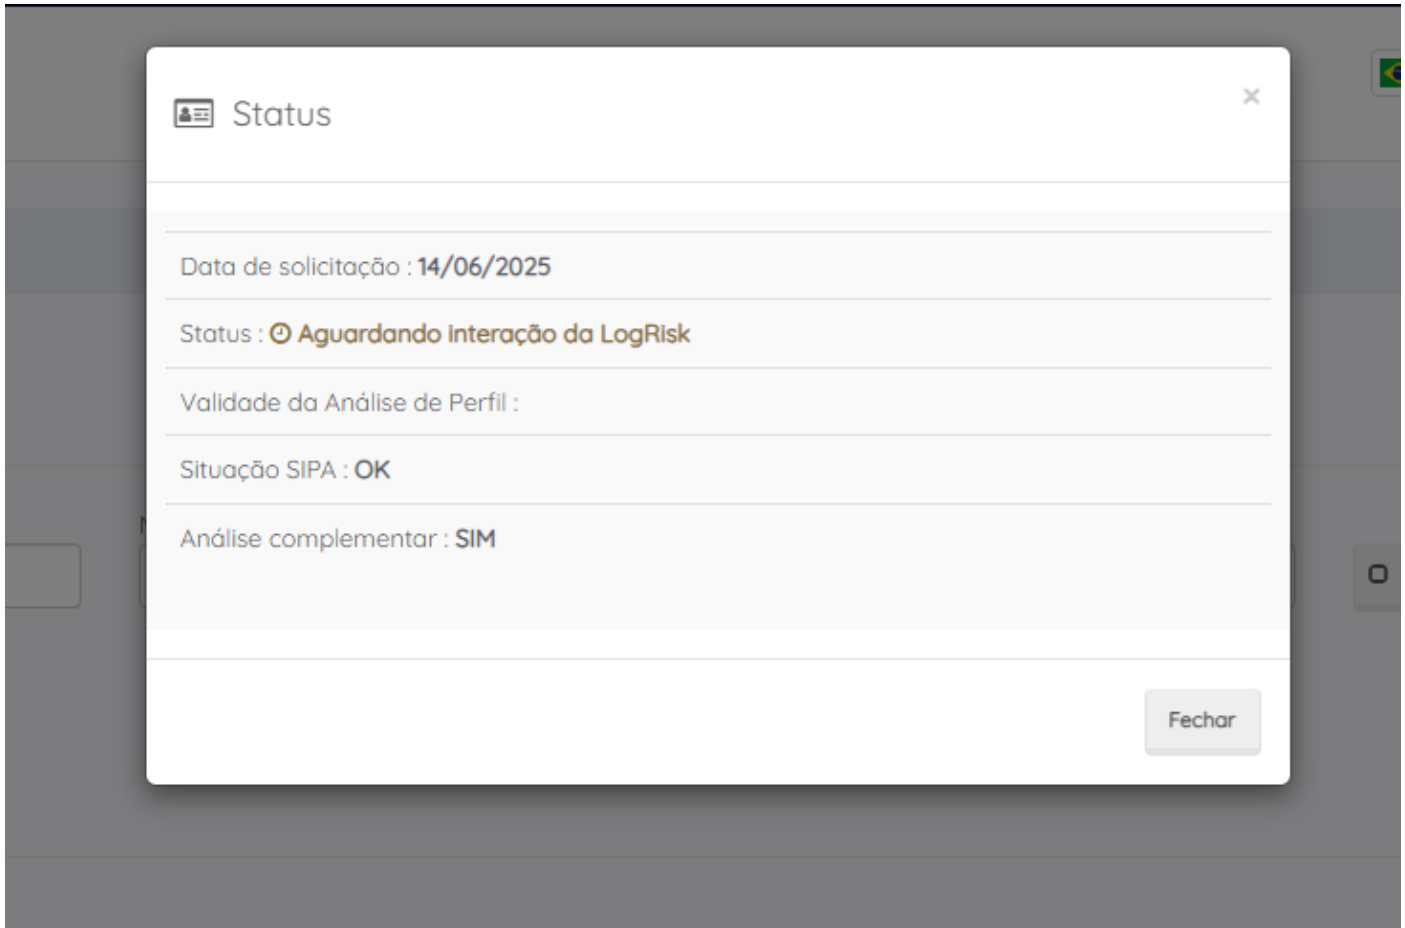 Status
×
Data de solicitação : 14/06/2025
Status : Aguardando interação da LogRisk
Validade da Análise de Perfil :
Situação SIPA : OK
Análise complementar : SIM
Fechar